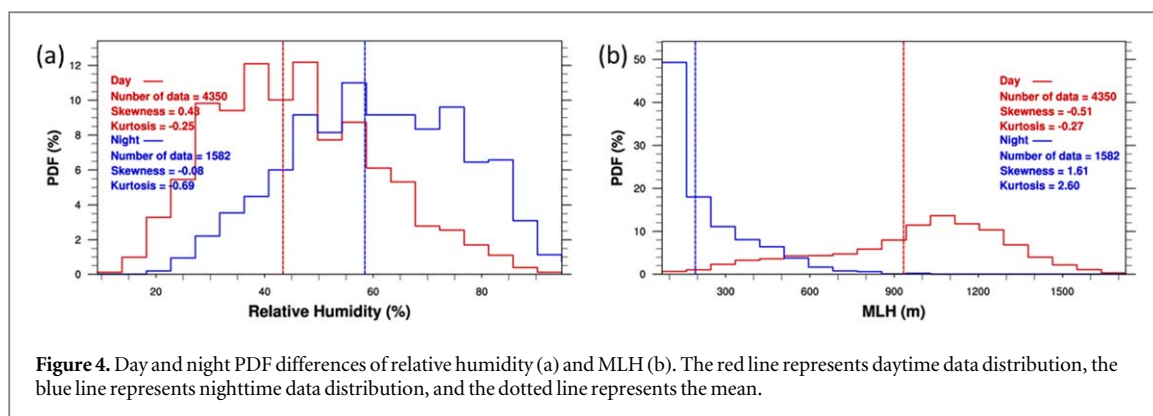 (a)
12
10
8
6
4
2
0
PDF (%)
Day
Nunber of data = 4350
Skewness = 0.43
Kurtosis = -0.25
Night
Number of data = 1582
Skewness = -0.08
Kurtosis = -0.69
20 40 60 80
Relative Humidity (%)
(b)
50
40
30
20
10
0
PDF (%)
Day
Nunber of data = 4350
Skewness = -0.51
Kurtosis = -0.27
Night
Number of data = 1582
Skewness = 1.61
Kurtosis = 2.60
300 600 900 1200 1500
MLH (m)
Figure 4. Day and night PDF differences of relative humidity (a) and MLH (b). The red line represents daytime data distribution, the
blue line represents nighttime data distribution, and the dotted line represents the mean.